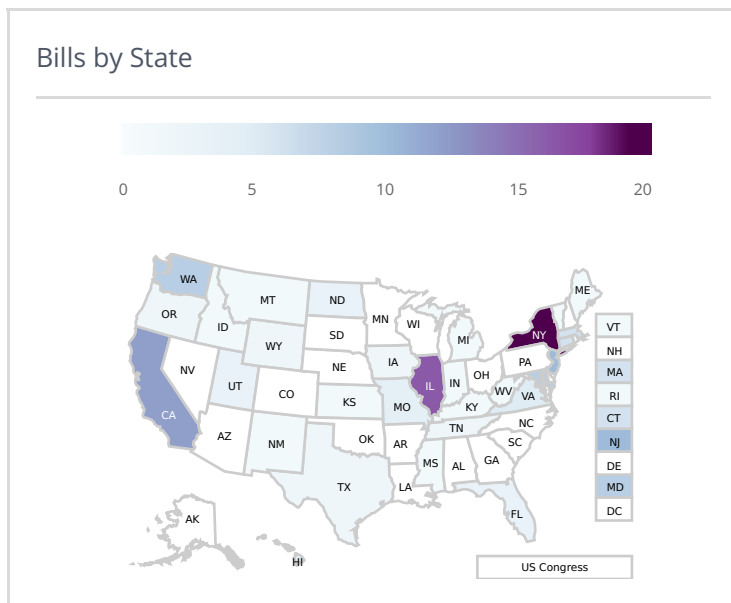 Bills by State
0 5 10 15 20
WA
ME
MT ND
OR MN
ID WI
SD MI NY
WY
VT
NH
IA PA
NE
NV OH
UT IL IN MA
CO WV
RI
KS MO VA
KY
CA CT
NC
TN
AZ OK
NM AR SC
NJ
MS AL GA
DE
TX LA
MD
FL
DC
AK
HI
US Congress